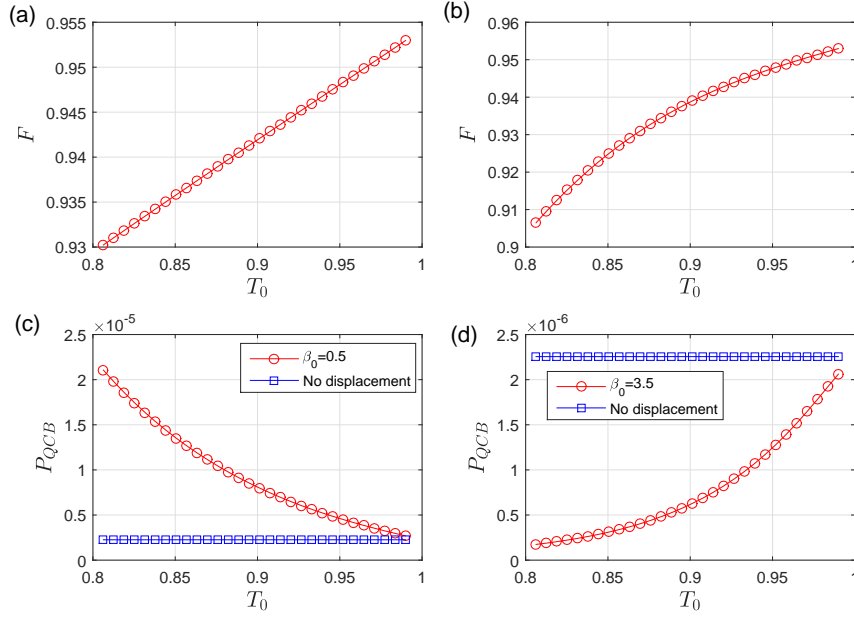 (a)
0.955
0.95
0.945
0.94
0.935
0.93
F
0.8 0.85 0.9 0.95 1
T0
(b)
0.96
0.95
0.94
0.93
0.92
0.91
0.9
F
0.8 0.85 0.9 0.95 1
T0
(c)
×10-5
2.5
2
1.5
1
0.5
0
PQCB
β0=0.5
No displacement
0.8 0.85 0.9 0.95 1
T0
(d)
×10-6
2.5
2
1.5
1
0.5
0
PQCB
β0=3.5
No displacement
0.8 0.85 0.9 0.95 1
T0